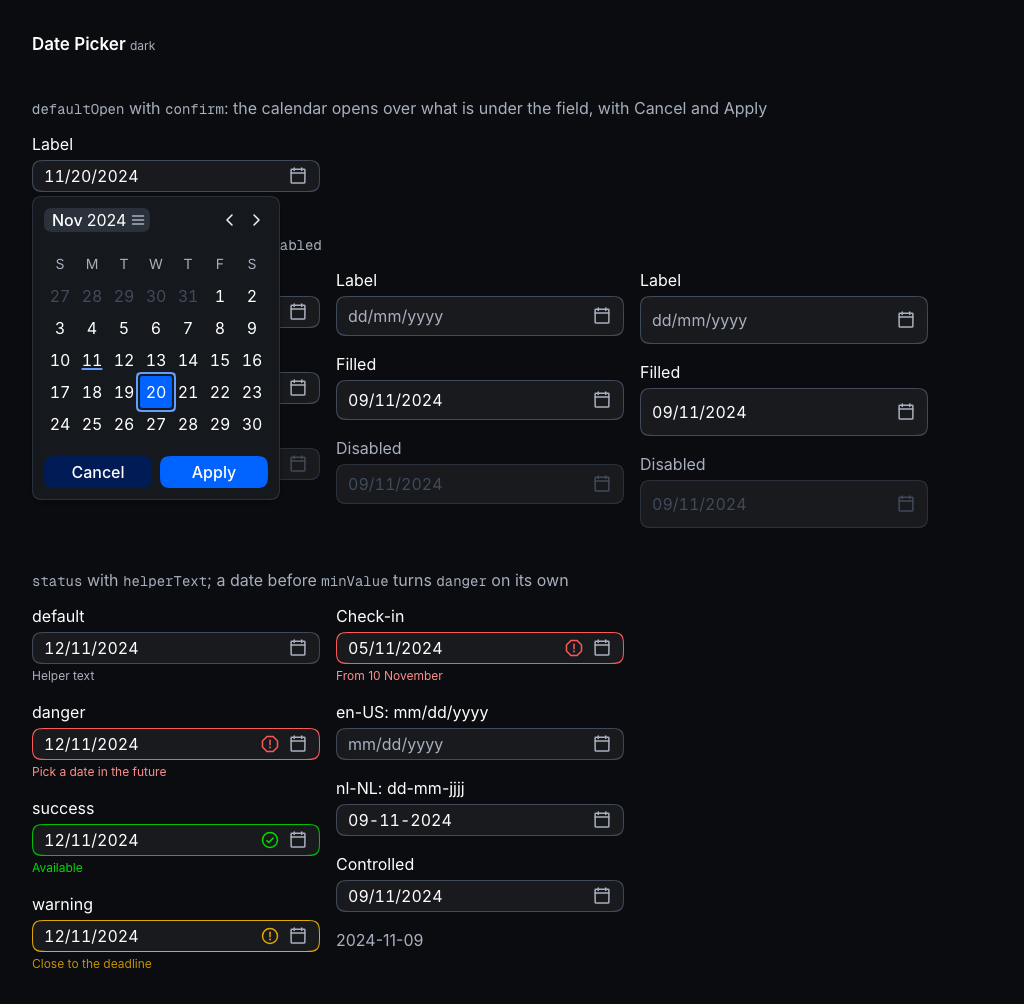 Date Picker dark
defaultOpen with confirm: the calendar opens over what is under the field, with Cancel and Apply
Label
11/20/2024
Nov 2024
S M T W T F S
27 28 29 30 31 1 2
3 4 5 6 7 8 9
10 11 12 13 14 15 16
17 18 19 20 21 22 23
24 25 26 27 28 29 30
Cancel Apply
Label
dd/mm/yyyy
Filled
09/11/2024
Disabled
09/11/2024
Label
dd/mm/yyyy
Filled
09/11/2024
Disabled
09/11/2024
status with helperText; a date before minValue turns danger on its own
default
12/11/2024
Helper text
danger
12/11/2024
Pick a date in the future
success
12/11/2024
Available
warning
12/11/2024
Close to the deadline
Check-in
05/11/2024
From 10 November
en-US: mm/dd/yyyy
mm/dd/yyyy
nl-NL: dd-mm-jjjj
09-11-2024
Controlled
09/11/2024
2024-11-09